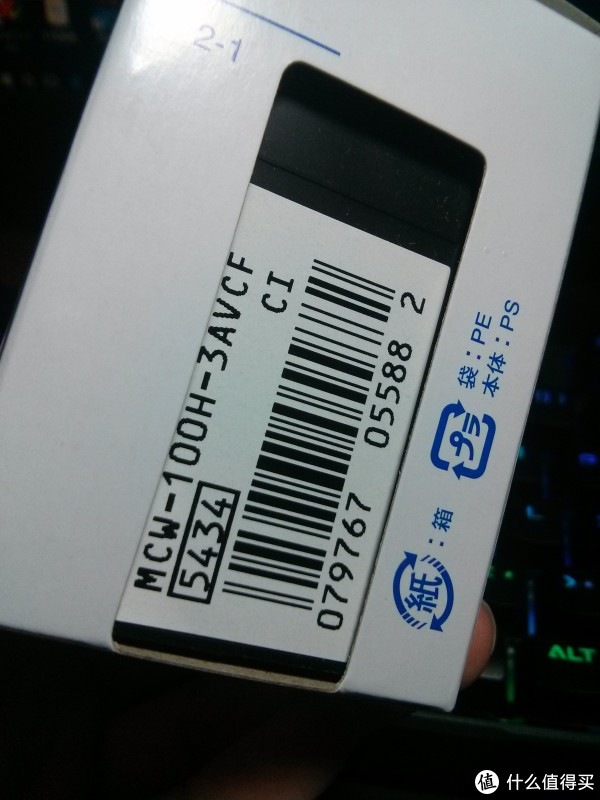 2-1
MCW-100H-3AVCF
5434
CI
079767 05588 2
袋：PE
本体：PS
プラ
紙
：箱
ALT
值 什么值得买